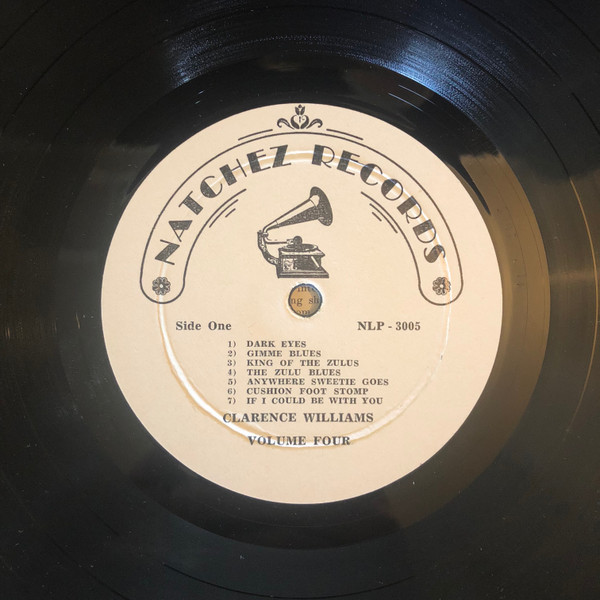 NATCHEZ RECORDS
Side One NLP - 3005
1) DARK EYES
2) GIMME BLUES
3) KING OF THE ZULUS
4) THE ZULU BLUES
5) ANYWHERE SWEETIE GOES
6) CUSHION FOOT STOMP
7) IF I COULD BE WITH YOU
CLARENCE WILLIAMS
VOLUME FOUR